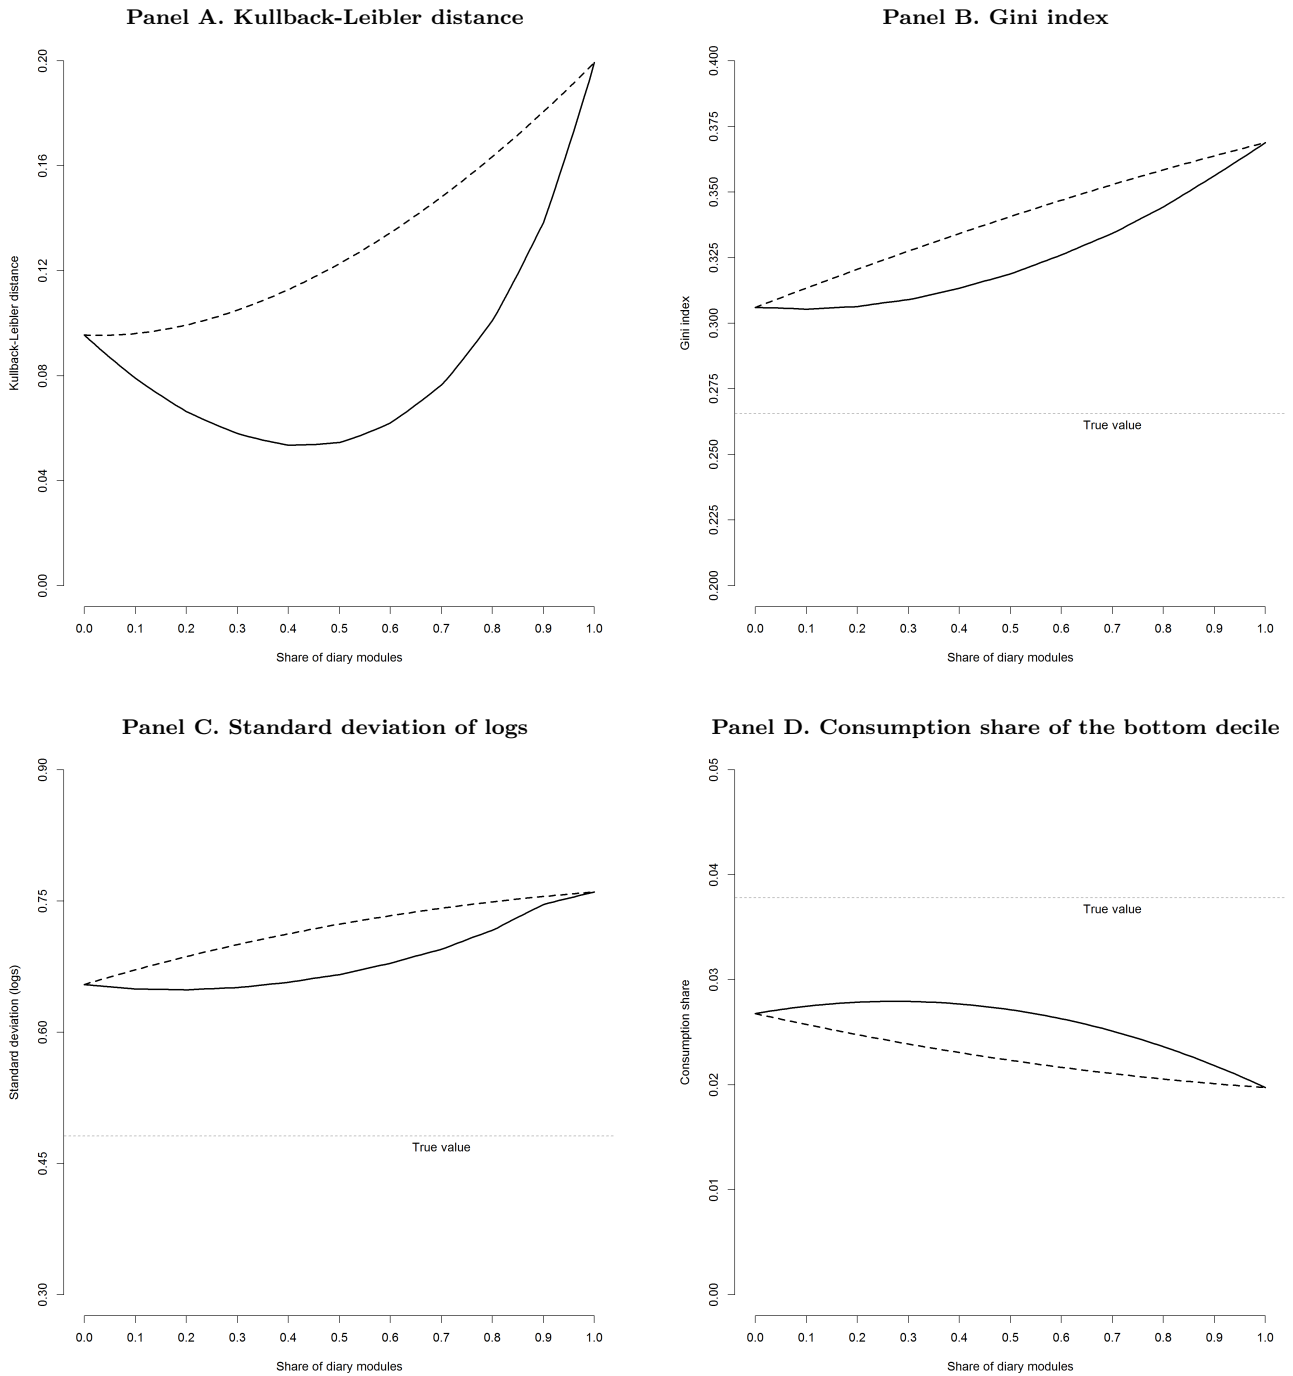 Panel A. Kullback-Leibler distance
Kullback-Leibler distance
0.20
0.16
0.12
0.08
0.04
0.00
0.0 0.1 0.2 0.3 0.4 0.5 0.6 0.7 0.8 0.9 1.0
Share of diary modules
Panel B. Gini index
Gini index
0.400
0.375
0.350
0.325
0.300
0.275
0.250
0.225
0.200
True value
0.0 0.1 0.2 0.3 0.4 0.5 0.6 0.7 0.8 0.9 1.0
Share of diary modules
Panel C. Standard deviation of logs
Standard deviation (logs)
0.90
0.75
0.60
0.45
0.30
True value
0.0 0.1 0.2 0.3 0.4 0.5 0.6 0.7 0.8 0.9 1.0
Share of diary modules
Panel D. Consumption share of the bottom decile
Consumption share
0.05
0.04
0.03
0.02
0.01
0.00
True value
0.0 0.1 0.2 0.3 0.4 0.5 0.6 0.7 0.8 0.9 1.0
Share of diary modules